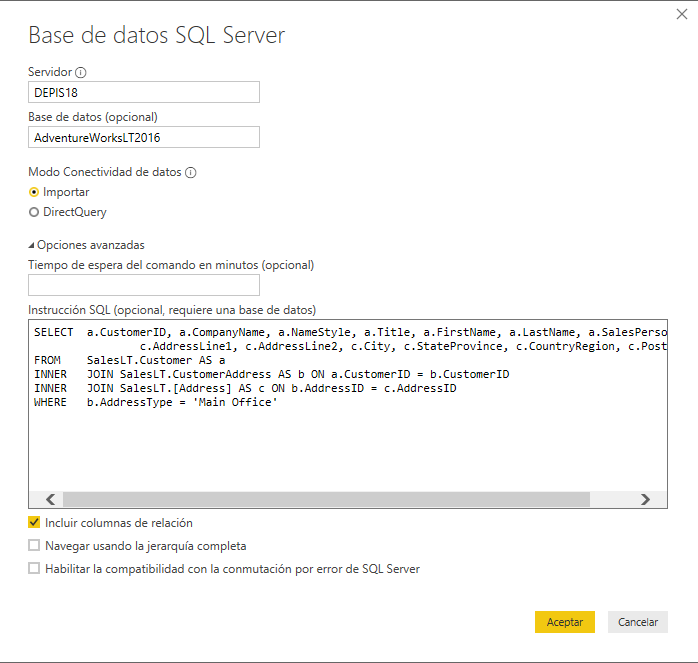 Base de datos SQL Server
Servidor
DEPIS18
Base de datos (opcional)
AdventureWorksLT2016
Modo Conectividad de datos
Importar
DirectQuery
Opciones avanzadas
Tiempo de espera del comando en minutos (opcional)
Instrucción SQL (opcional, requiere una base de datos)
SELECT a.CustomerID, a.CompanyName, a.NameStyle, a.Title, a.FirstName, a.LastName, a.SalesPerso
c.AddressLine1, c.AddressLine2, c.City, c.StateProvince, c.CountryRegion, c.Post
FROM SalesLT.Customer AS a
INNER JOIN SalesLT.CustomerAddress AS b ON a.CustomerID = b.CustomerID
INNER JOIN SalesLT.[Address] AS c ON b.AddressID = c.AddressID
WHERE b.AddressType = 'Main Office'
Incluir columnas de relación
Navegar usando la jerarquía completa
Habilitar la compatibilidad con la conmutación por error de SQL Server
Aceptar Cancelar